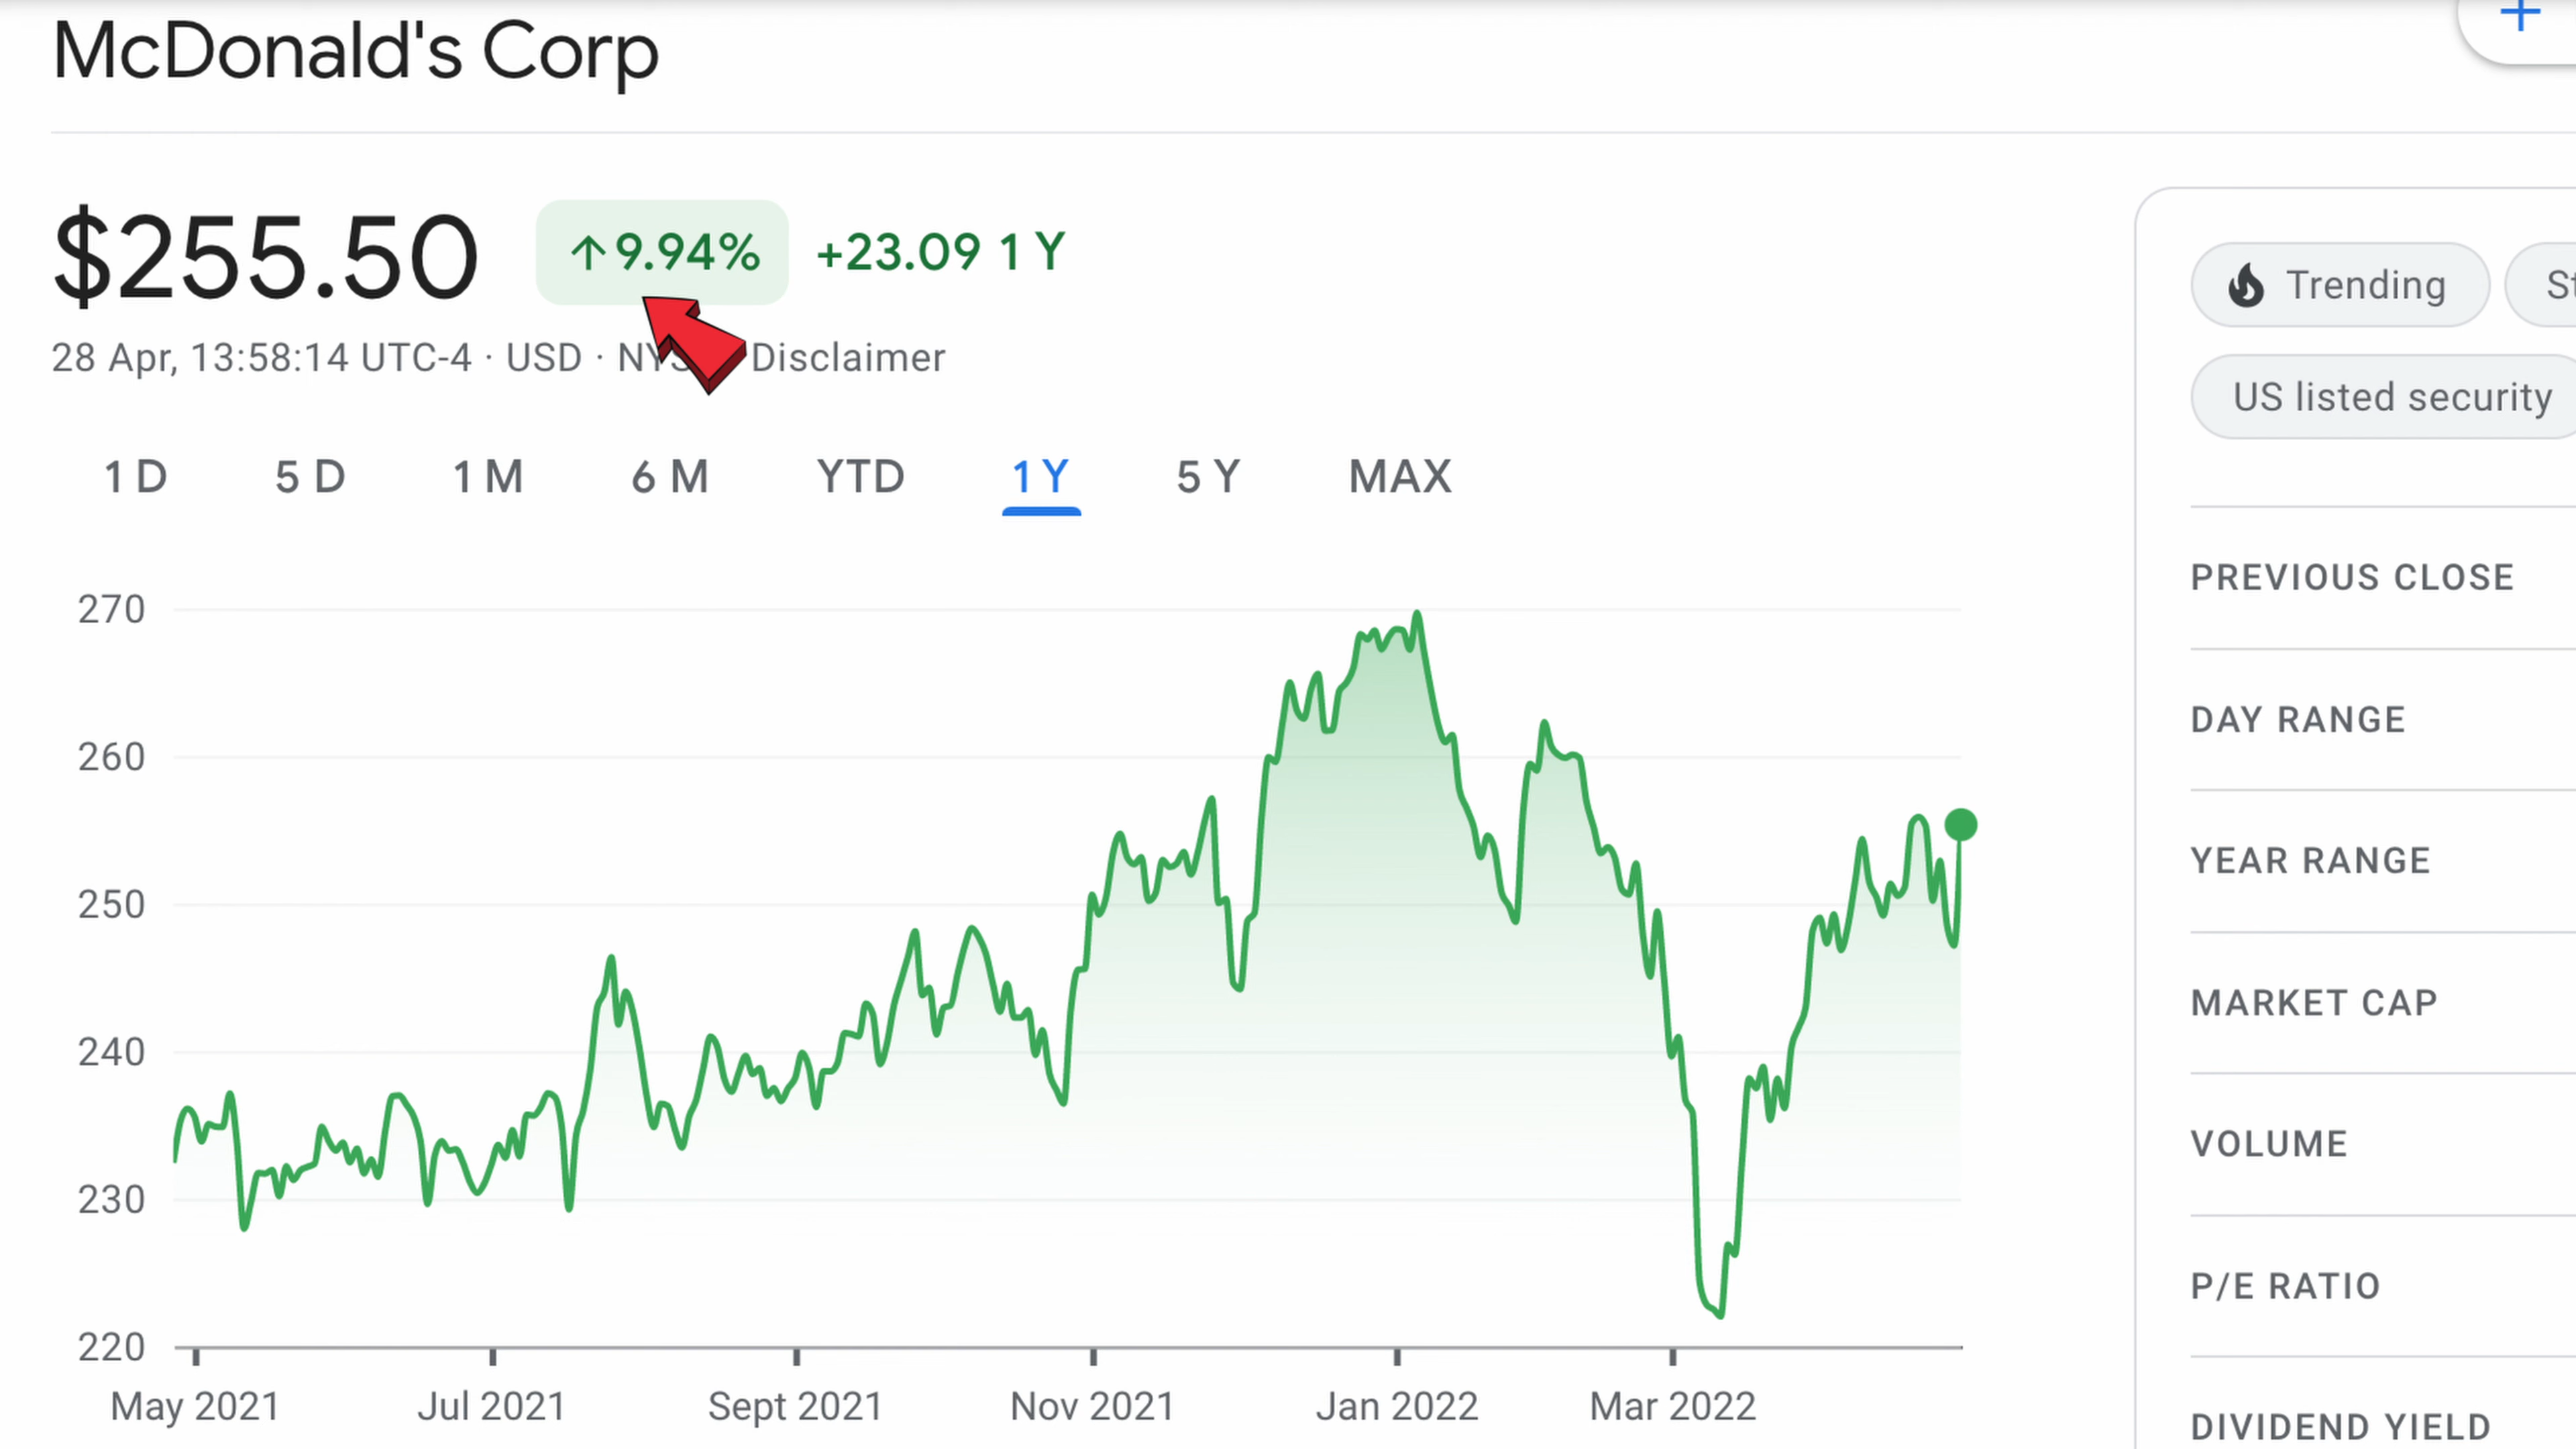 McDonald's Corp
+
$255.50 ↑9.94% +23.09 1 Y
28 Apr, 13:58:14 UTC-4 · USD · Disclaimer
1 D 5 D 1 M 6 M YTD 1 Y 5 Y MAX
270
260
250
240
230
220
May 2021 Jul 2021 Sept 2021 Nov 2021 Jan 2022 Mar 2022
Trending
US listed security
PREVIOUS CLOSE
DAY RANGE
YEAR RANGE
MARKET CAP
VOLUME
P/E RATIO
DIVIDEND YIELD